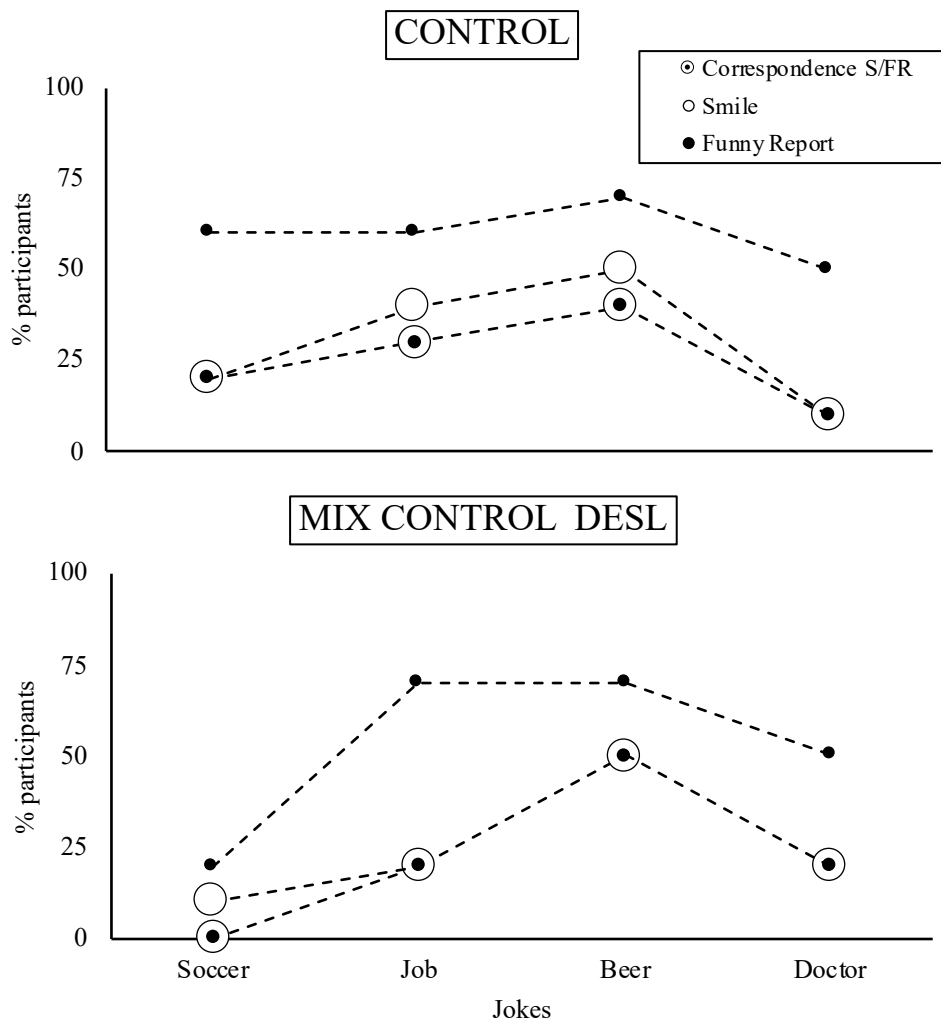 CONTROL
Correspondence S/FR
Smile
Funny Report
100
75
50
25
0
% participants
MIX CONTROL DESL
100
75
50
25
0
% participants
Soccer Job Beer Doctor
Jokes